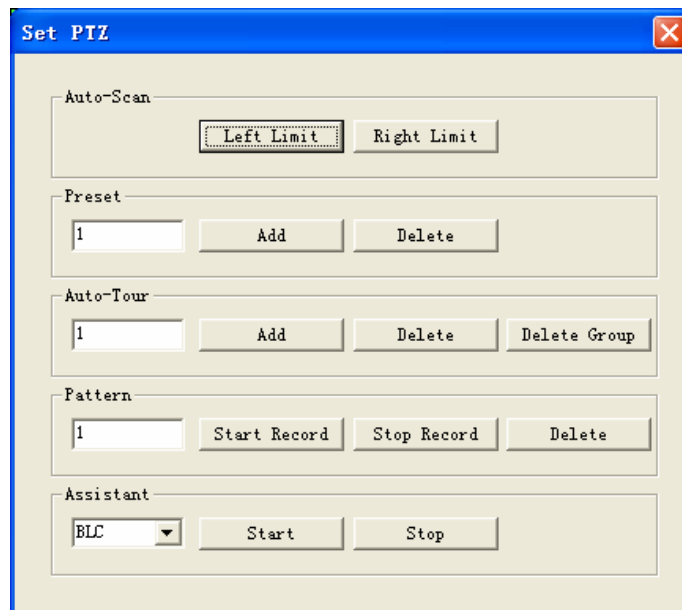 Set PTZ
Auto-Scan
Left Limit Right Limit
Preset
1 Add Delete
Auto-Tour
1 Add Delete Delete Group
Pattern
1 Start Record Stop Record Delete
Assistant
BLC Start Stop